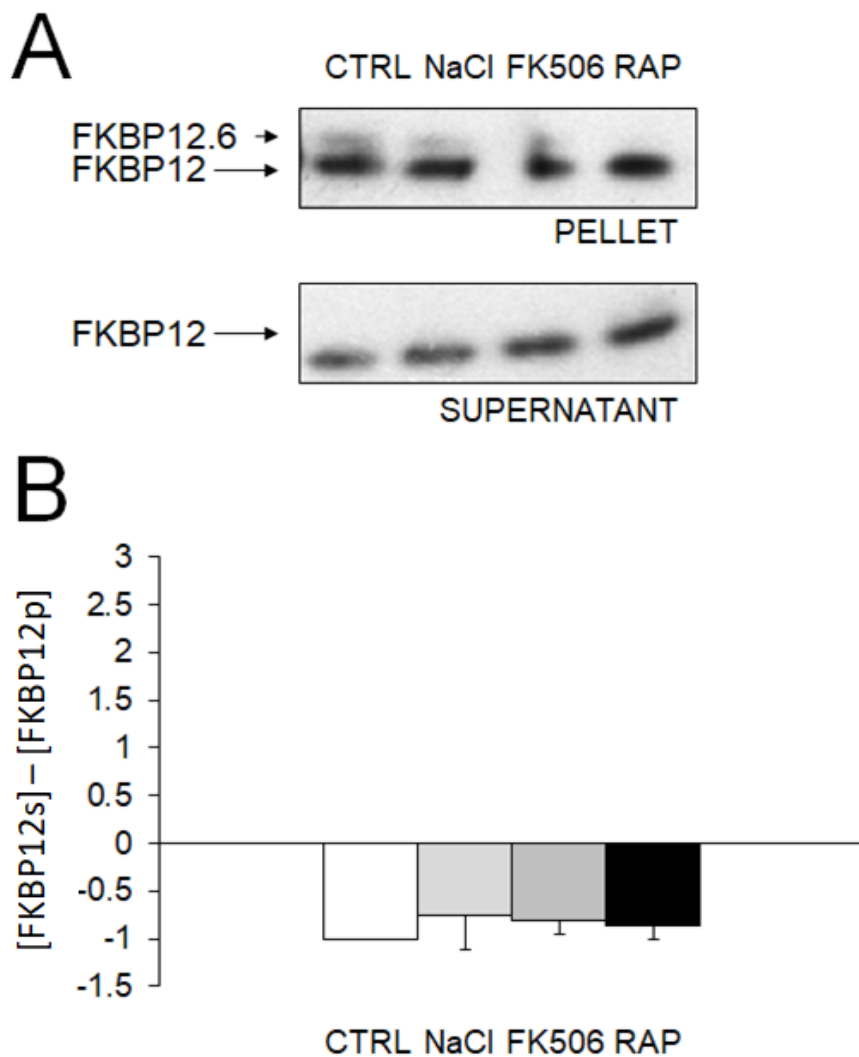 A
CTRL NaCl FK506 RAP
FKBP12.6
FKBP12
PELLET
FKBP12
SUPERNATANT
B
[FKBP12s] – [FKBP12p]
3
2.5
2
1.5
1
0.5
0
-0.5
-1
-1.5
CTRL NaCl FK506 RAP